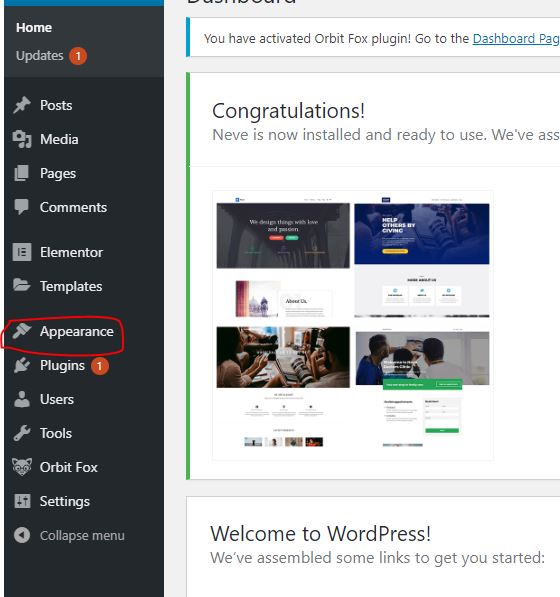 Dashboard
Home
Updates 1
Posts
Media
Pages
Comments
Elementor
Templates
Appearance
Plugins 1
Users
Tools
Orbit Fox
Settings
Collapse menu
You have activated Orbit Fox plugin! Go to the Dashboard Pag
Congratulations!
Neve is now installed and ready to use. We've ass
We design things with love
and passion.
HELP
OTHERS BY
GIVING
MORE ABOUT US
About Us.
Welcome to WordPress!
We've assembled some links to get you started: